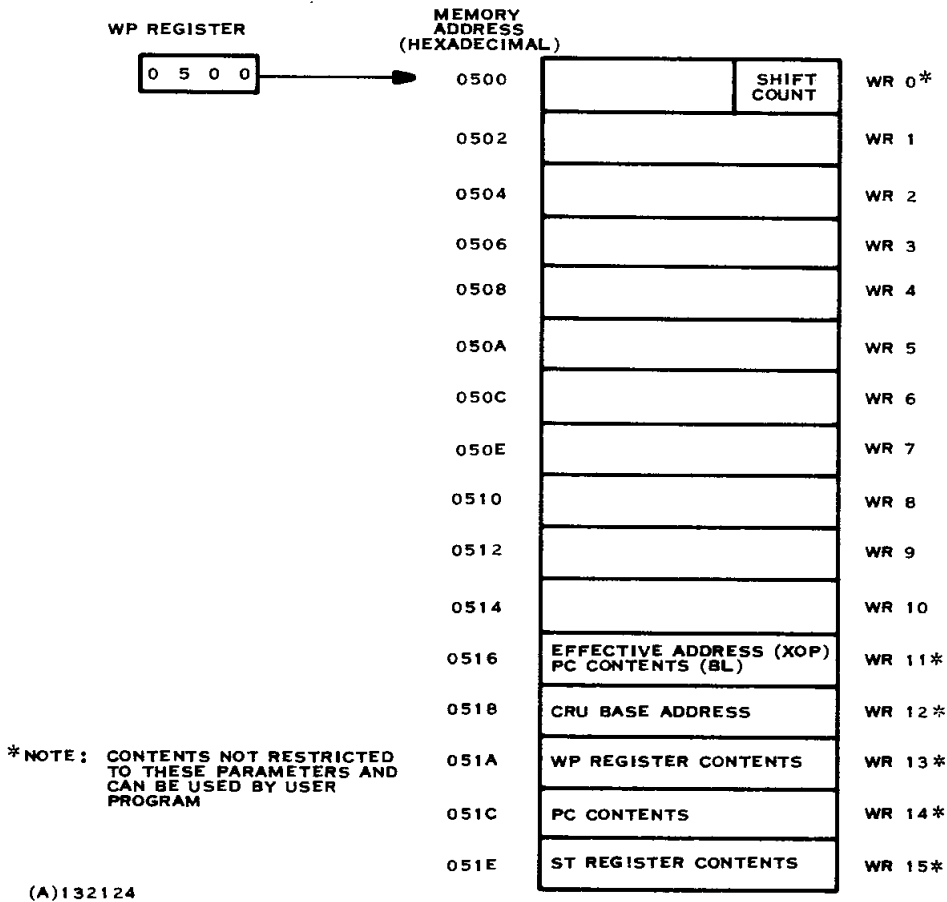 WP REGISTER
MEMORY
ADDRESS
(HEXADECIMAL)
0 5 0 0
0500
SHIFT
COUNT
WR 0*
0502
WR 1
0504
WR 2
0506
WR 3
0508
WR 4
050A
WR 5
050C
WR 6
050E
WR 7
0510
WR 8
0512
WR 9
0514
WR 10
0516
EFFECTIVE ADDRESS (XOP)
PC CONTENTS (BL)
WR 11*
0518
CRU BASE ADDRESS
WR 12*
*NOTE: CONTENTS NOT RESTRICTED
TO THESE PARAMETERS AND
CAN BE USED BY USER
PROGRAM
051A
WP REGISTER CONTENTS
WR 13*
051C
PC CONTENTS
WR 14*
051E
ST REGISTER CONTENTS
WR 15*
(A)132124